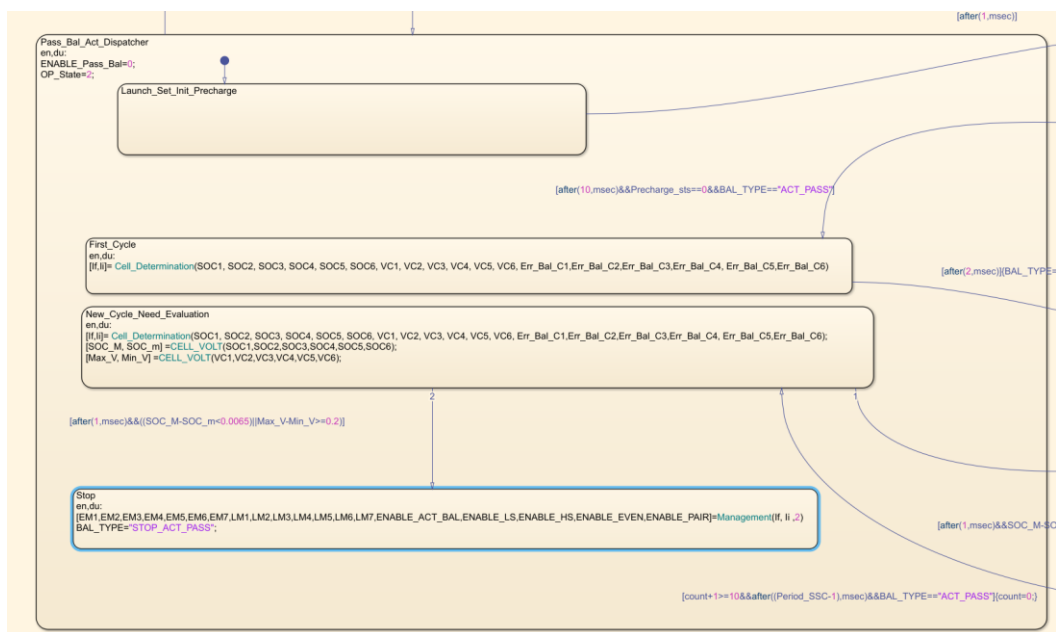 [after(1,msec)]
Pass_Bal_Act_Dispatcher
en,du:
ENABLE_Pass_Bal=0;
OP_State=2;
Launch_Set_Init_Precharge
[after(10,msec)&&Precharge_sts==0&&BAL_TYPE=="ACT_PASS"]
First_Cycle
en,du:
[If,Ii]= Cell_Determination(SOC1, SOC2, SOC3, SOC4, SOC5, SOC6, VC1, VC2, VC3, VC4, VC5, VC6, Err_Bal_C1,Err_Bal_C2,Err_Bal_C3,Err_Bal_C4, Err_Bal_C5,Err_Bal_C6)
[after(2,msec)]{BAL_TYPE=
New_Cycle_Need_Evaluation
en,du:
[If,Ii]= Cell_Determination(SOC1, SOC2, SOC3, SOC4, SOC5, SOC6, VC1, VC2, VC3, VC4, VC5, VC6, Err_Bal_C1,Err_Bal_C2,Err_Bal_C3,Err_Bal_C4, Err_Bal_C5,Err_Bal_C6);
[SOC_M, SOC_m] =CELL_VOLT(SOC1,SOC2,SOC3,SOC4,SOC5,SOC6);
[Max_V, Min_V] =CELL_VOLT(VC1,VC2,VC3,VC4,VC5,VC6);
2
1
[after(1,msec)&&((SOC_M-SOC_m<0.0065)||Max_V-Min_V>=0.2)]
Stop
en,du:
[EM1,EM2,EM3,EM4,EM5,EM6,EM7,LM1,LM2,LM3,LM4,LM5,LM6,LM7,ENABLE_ACT_BAL,ENABLE_LS,ENABLE_HS,ENABLE_EVEN,ENABLE_PAIR]=Management(If, Ii ,2)
BAL_TYPE="STOP_ACT_PASS";
[after(1,msec)&&SOC_M-SO
[count+1>=10&&after((Period_SSC-1),msec)&&BAL_TYPE=="ACT_PASS"]{count=0;}